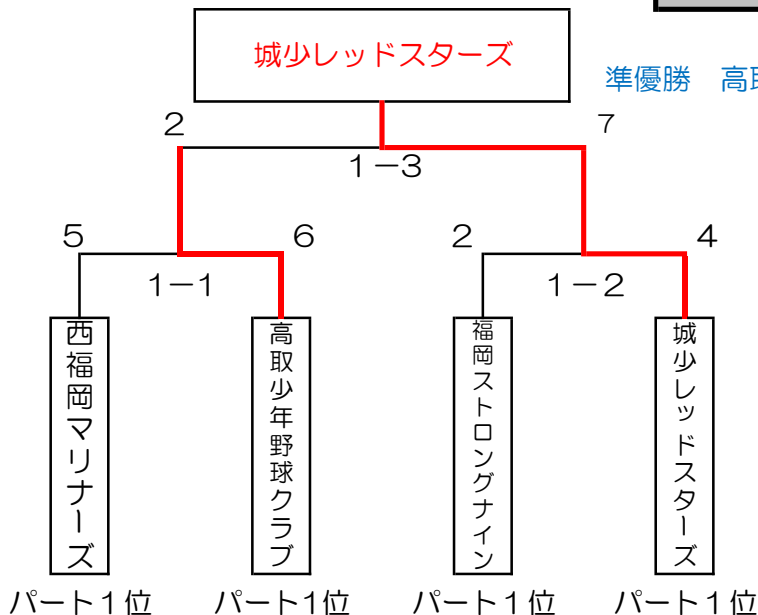 城少レッドスターズ
準優勝 高取
2
7
1－3
5
6
2
4
1－1
1－2
西福岡マリナーズ
高取少年野球クラブ
福岡ストロングナイン
城少レッドスターズ
パート１位
パート1位
パート１位
パート１位